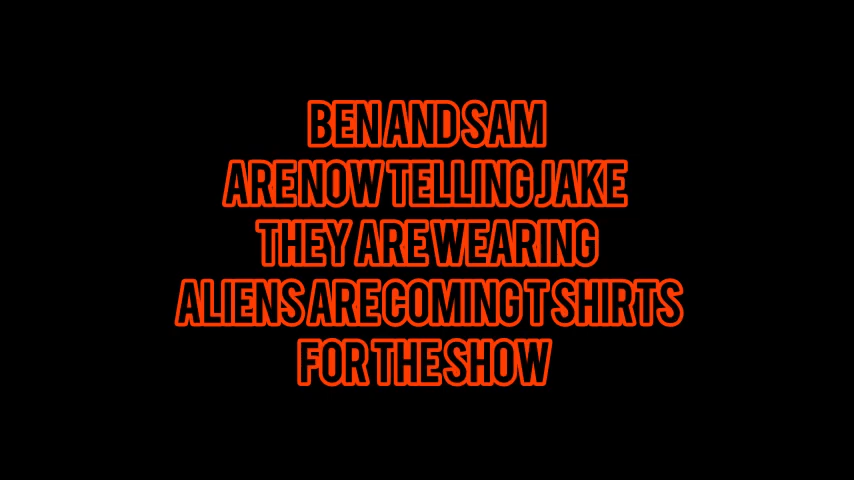 BEN AND SAM
ARE NOW TELLING JAKE
THEY ARE WEARING
ALIENS ARE COMING T SHIRTS
FOR THE SHOW